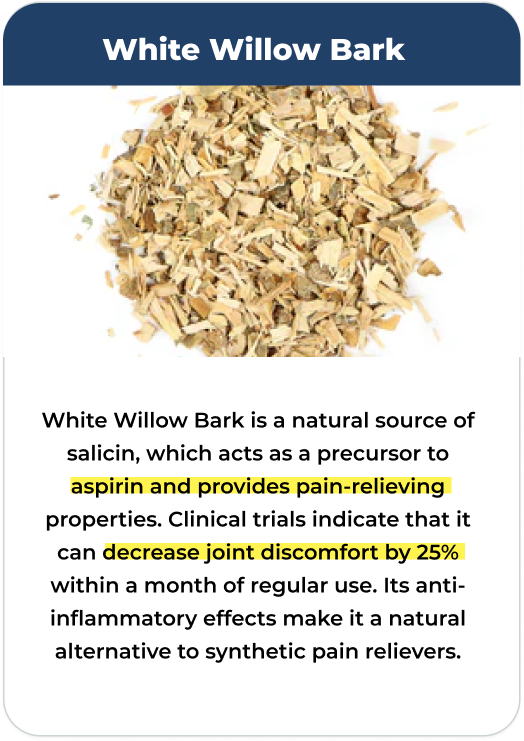 White Willow Bark
White Willow Bark is a natural source of
salicin, which acts as a precursor to
aspirin and provides pain-relieving
properties. Clinical trials indicate that it
can decrease joint discomfort by 25%
within a month of regular use. Its anti-
inflammatory effects make it a natural
alternative to synthetic pain relievers.